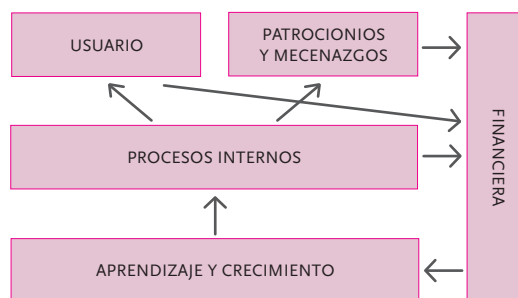 USUARIO
PATROCIONIOS
Y MECENAZGOS
PROCESOS INTERNOS
FINANCIERA
APRENDIZAJE Y CRECIMIENTO